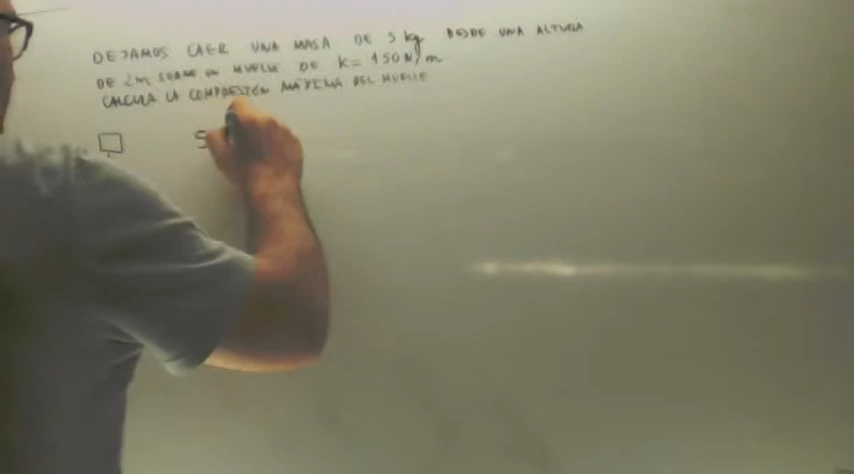 DEJAMOS CAER UNA MASA DE 5 kg DESDE UNA ALTURA
DE 2m SOBRE UN MUELLE DE K= 150 N/m
CALCULA LA COMPRESIÓN MÁXIMA DEL MUELLE
5